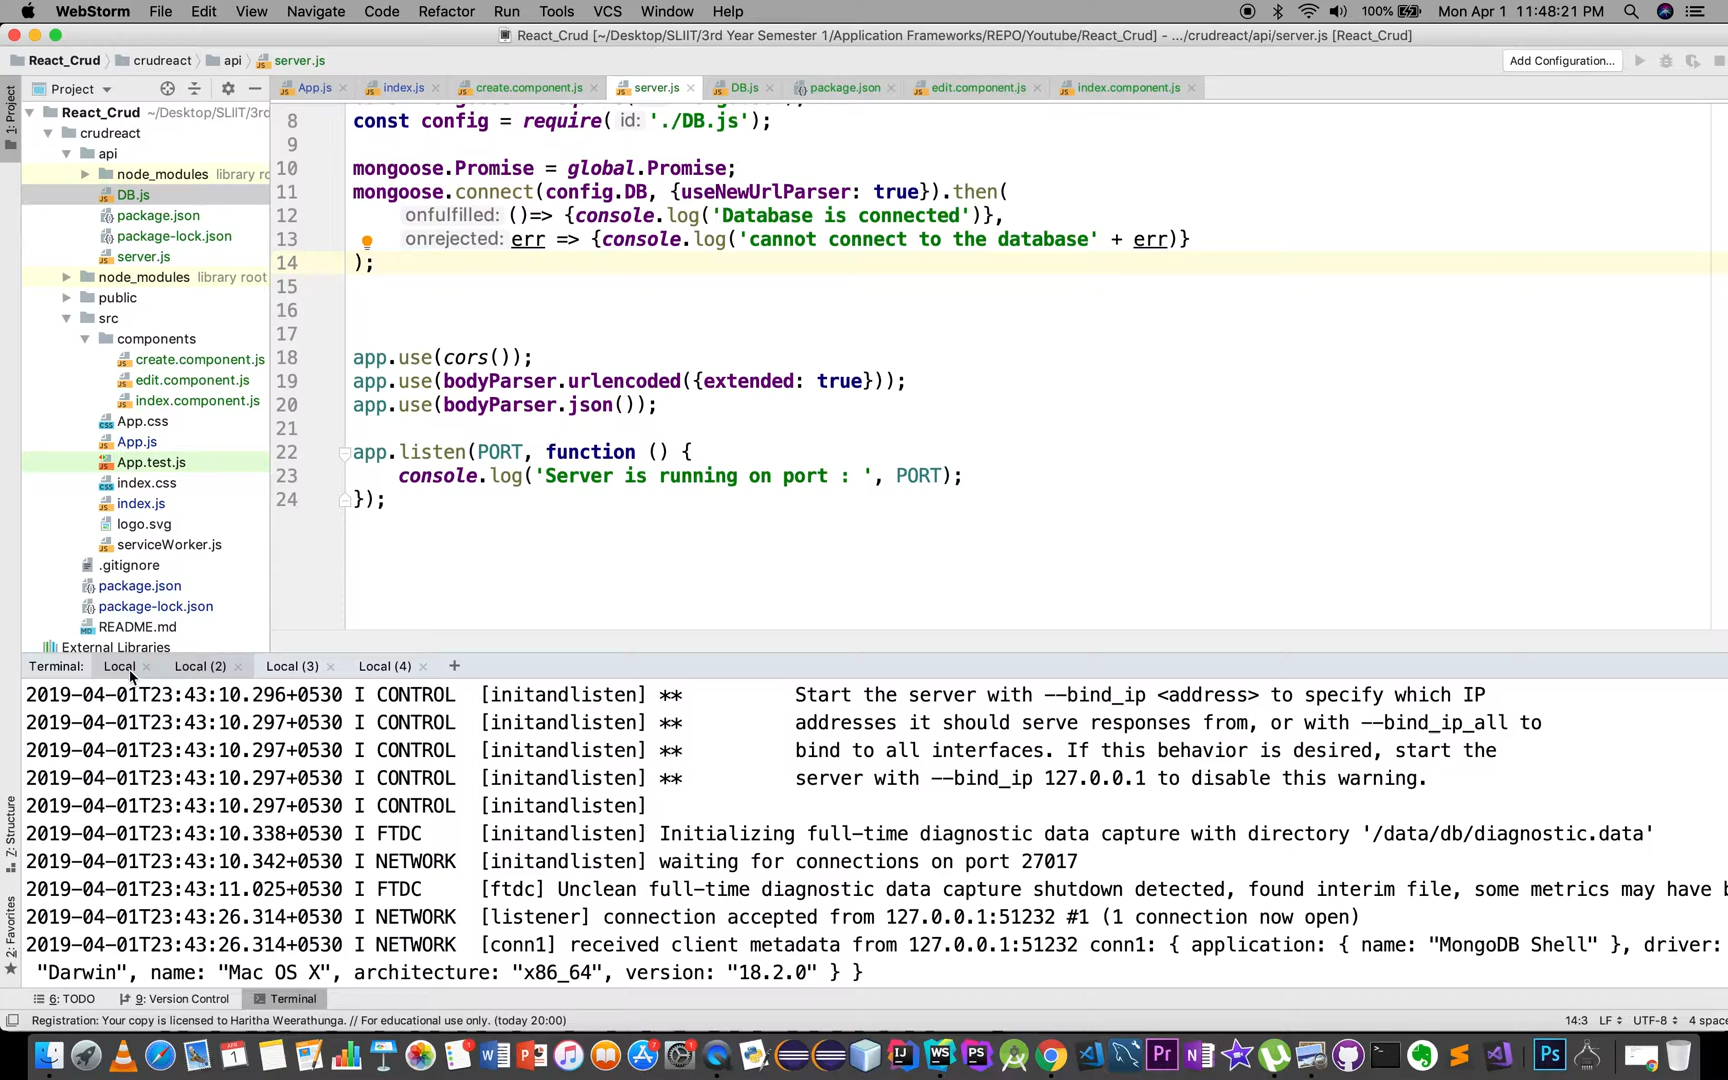 WebStorm File Edit View Navigate Code Refactor Run Tools VCS Window Help 100% Mon Apr 1 11:48:21 PM
React_Crud [~/Desktop/SLIIT/3rd Year Semester 1/Application Frameworks/REPO/Youtube/React_Crud] - .../crudreact/api/server.js [React_Crud]
React_Crud crudreact api server.js Add Configuration...
Project App.js index.js create.component.js server.js DB.js package.json edit.component.js index.component.js
1: Project
React_Crud ~/Desktop/SLIIT/3rd
crudreact
api
node_modules library ro
DB.js
package.json
package-lock.json
server.js
node_modules library root
public
src
components
create.component.js
edit.component.js
index.component.js
App.css
App.js
App.test.js
index.css
index.js
logo.svg
serviceWorker.js
.gitignore
package.json
package-lock.json
README.md
External Libraries
8 const config = require( id: './DB.js');
9
10 mongoose.Promise = global.Promise;
11 mongoose.connect(config.DB, {useNewUrlParser: true}).then(
12 onfulfilled: ()=> {console.log('Database is connected')},
13 onrejected: err => {console.log('cannot connect to the database' + err)}
14 );
15
16
17
18 app.use(cors());
19 app.use(bodyParser.urlencoded({extended: true}));
20 app.use(bodyParser.json());
21
22 app.listen(PORT, function () {
23 console.log('Server is running on port : ', PORT);
24 });
Terminal: Local Local (2) Local (3) Local (4) +
2019-04-01T23:43:10.296+0530 I CONTROL [initandlisten] ** Start the server with --bind_ip <address> to specify which IP
2019-04-01T23:43:10.297+0530 I CONTROL [initandlisten] ** addresses it should serve responses from, or with --bind_ip_all to
2019-04-01T23:43:10.297+0530 I CONTROL [initandlisten] ** bind to all interfaces. If this behavior is desired, start the
2019-04-01T23:43:10.297+0530 I CONTROL [initandlisten] ** server with --bind_ip 127.0.0.1 to disable this warning.
2019-04-01T23:43:10.297+0530 I CONTROL [initandlisten]
2019-04-01T23:43:10.338+0530 I FTDC [initandlisten] Initializing full-time diagnostic data capture with directory '/data/db/diagnostic.data'
2019-04-01T23:43:10.342+0530 I NETWORK [initandlisten] waiting for connections on port 27017
2019-04-01T23:43:11.025+0530 I FTDC [ftdc] Unclean full-time diagnostic data capture shutdown detected, found interim file, some metrics may have b
2019-04-01T23:43:26.314+0530 I NETWORK [listener] connection accepted from 127.0.0.1:51232 #1 (1 connection now open)
2019-04-01T23:43:26.314+0530 I NETWORK [conn1] received client metadata from 127.0.0.1:51232 conn1: { application: { name: "MongoDB Shell" }, driver:
"Darwin", name: "Mac OS X", architecture: "x86_64", version: "18.2.0" } }
Z: Structure
2: Favorites
6: TODO 9: Version Control Terminal
Registration: Your copy is licensed to Haritha Weerathunga. // For educational use only. (today 20:00) 14:3 LF UTF-8 4 space